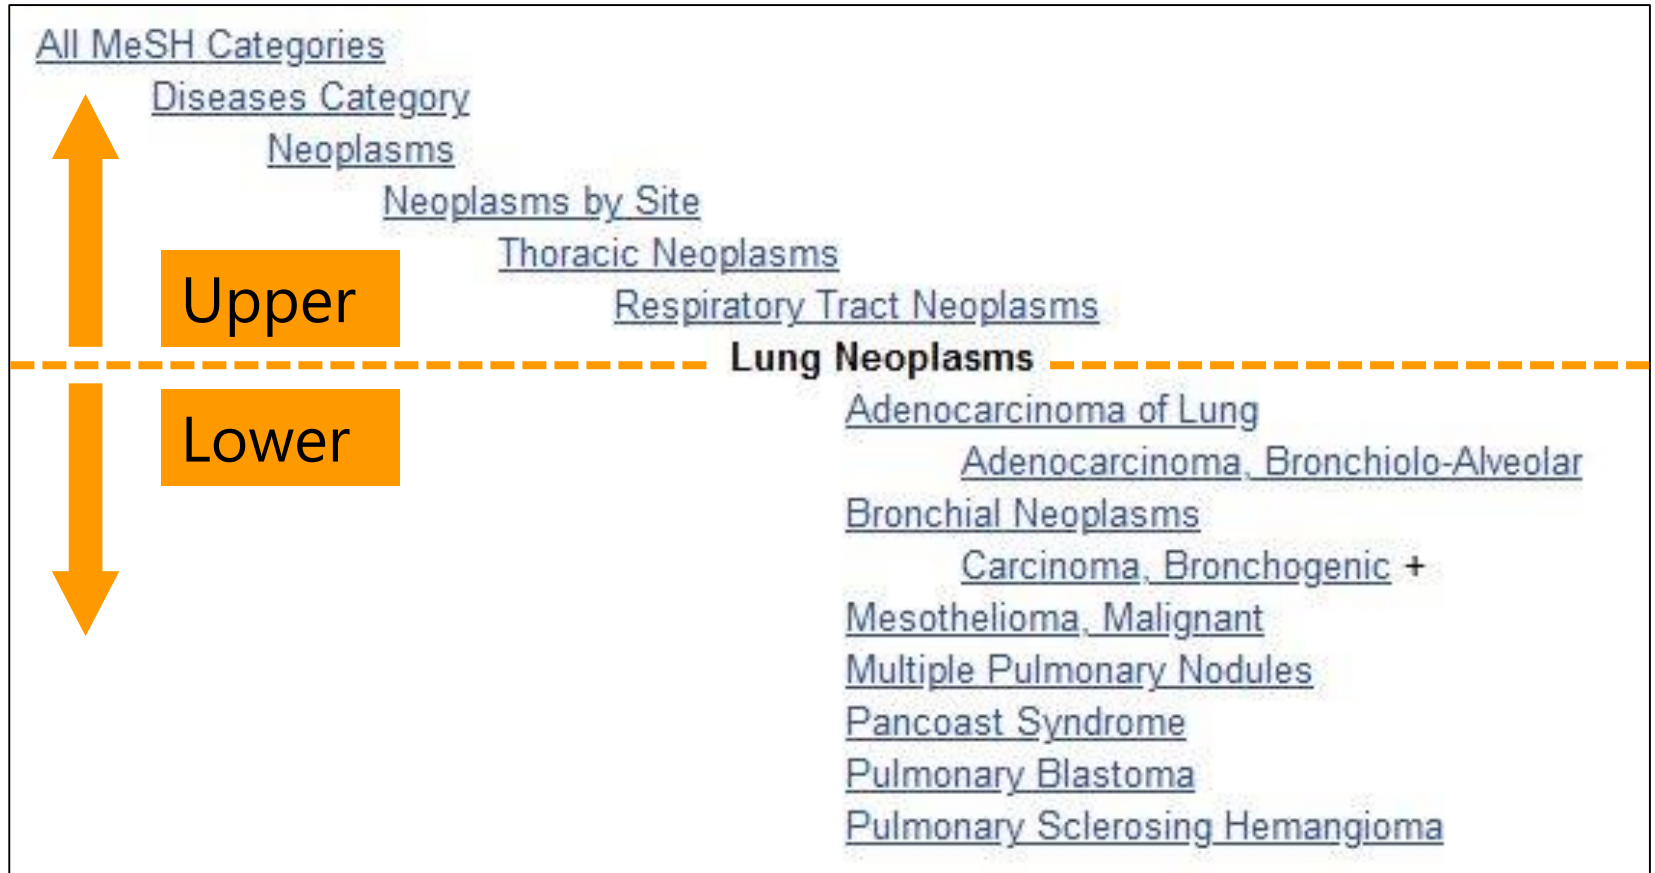 All MeSH Categories
Diseases Category
Neoplasms
Neoplasms by Site
Thoracic Neoplasms
Upper
Respiratory Tract Neoplasms
Lung Neoplasms
Lower
Adenocarcinoma of Lung
Adenocarcinoma, Bronchiolo-Alveolar
Bronchial Neoplasms
Carcinoma, Bronchogenic +
Mesothelioma, Malignant
Multiple Pulmonary Nodules
Pancoast Syndrome
Pulmonary Blastoma
Pulmonary Sclerosing Hemangioma